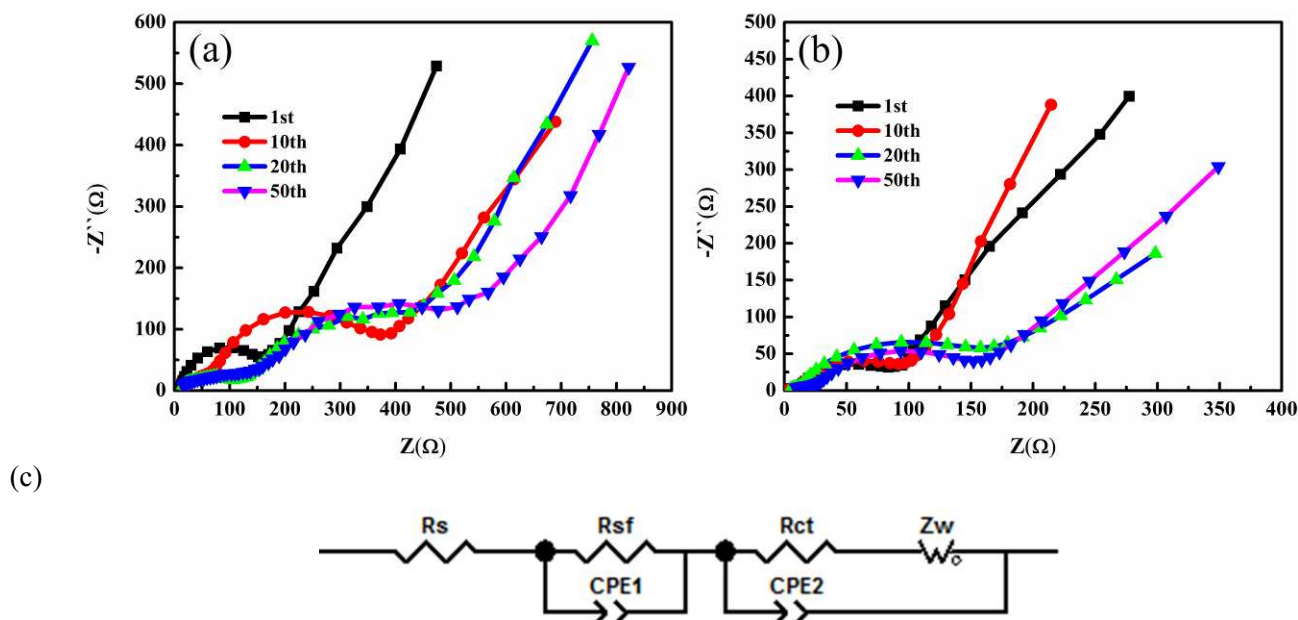 (a)
-Z``(Ω)
600
500
400
300
200
100
0
1st
10th
20th
50th
0 100 200 300 400 500 600 700 800 900
Z(Ω)
(b)
-Z``(Ω)
500
450
400
350
300
250
200
150
100
50
0
1st
10th
20th
50th
0 50 100 150 200 250 300 350 400
Z(Ω)
(c)
Rs Rsf Rct Zw
CPE1 CPE2